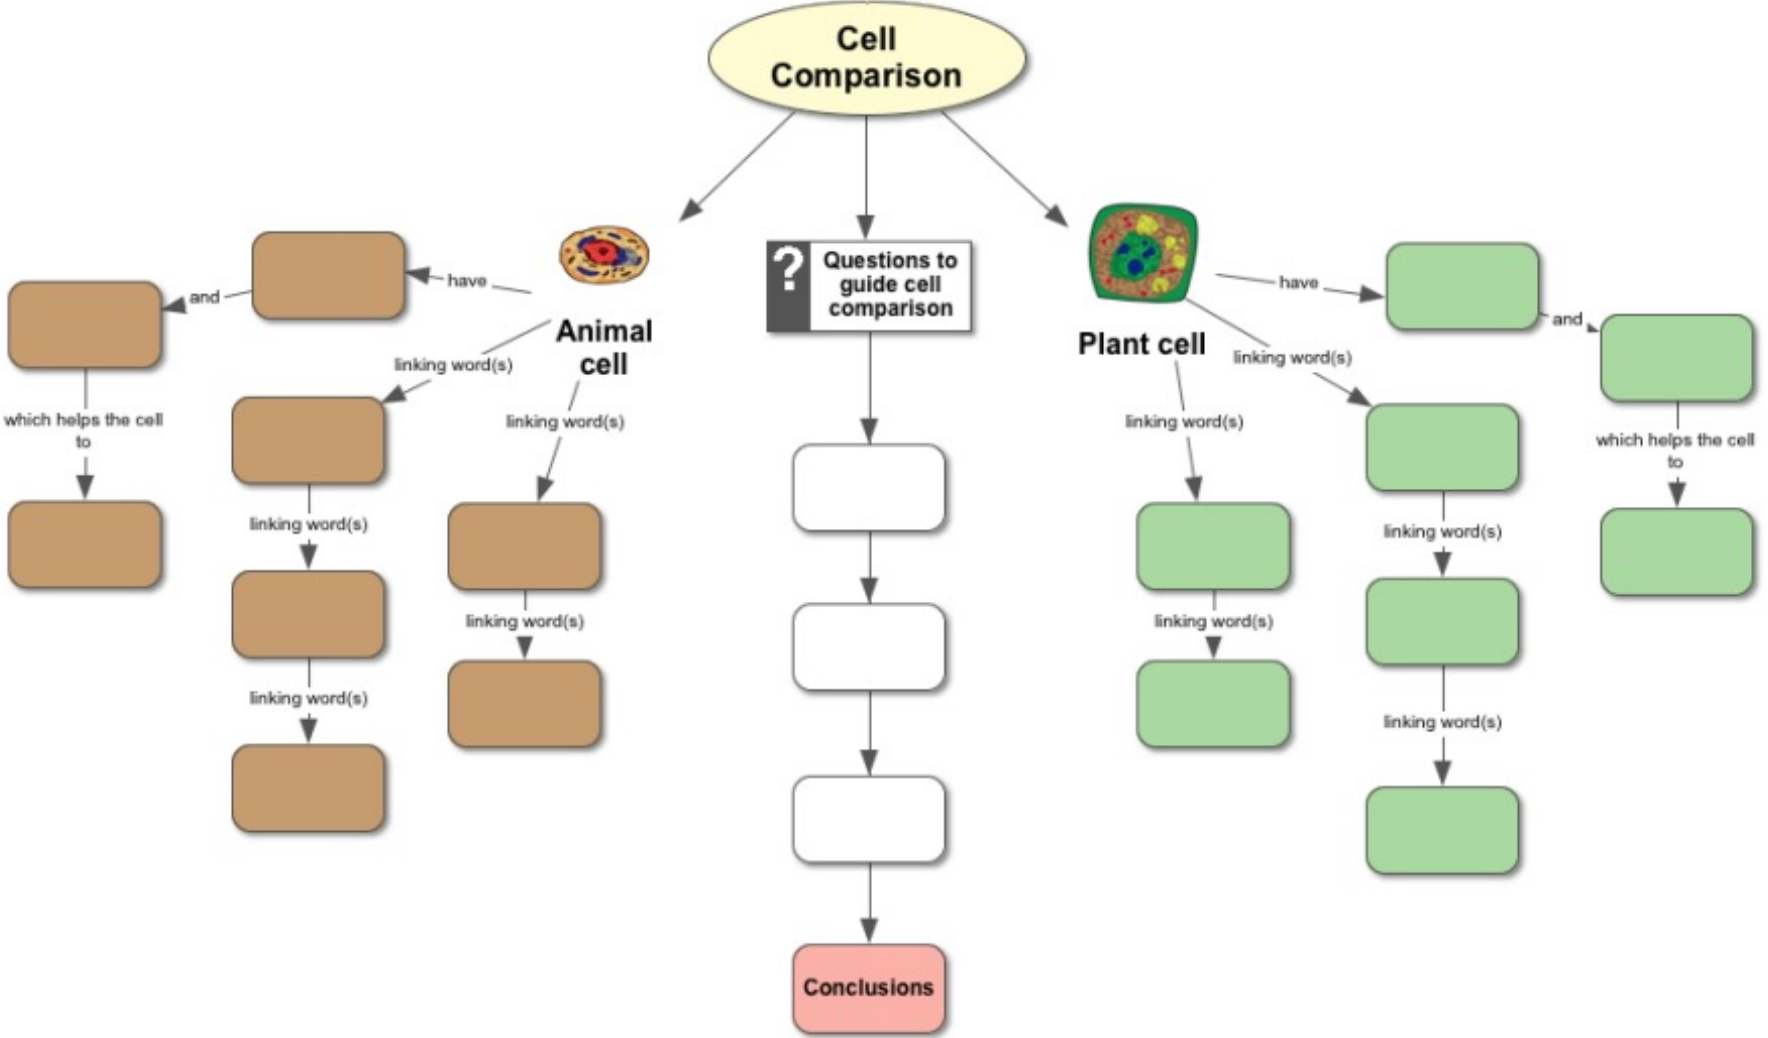 Cell
Comparison
?
Questions to
guide cell
comparison
have
and
Animal
cell
linking word(s)
linking word(s)
which helps the cell
to
linking word(s)
linking word(s)
linking word(s)
have
and
Plant cell
linking word(s)
linking word(s)
which helps the cell
to
linking word(s)
linking word(s)
linking word(s)
Conclusions